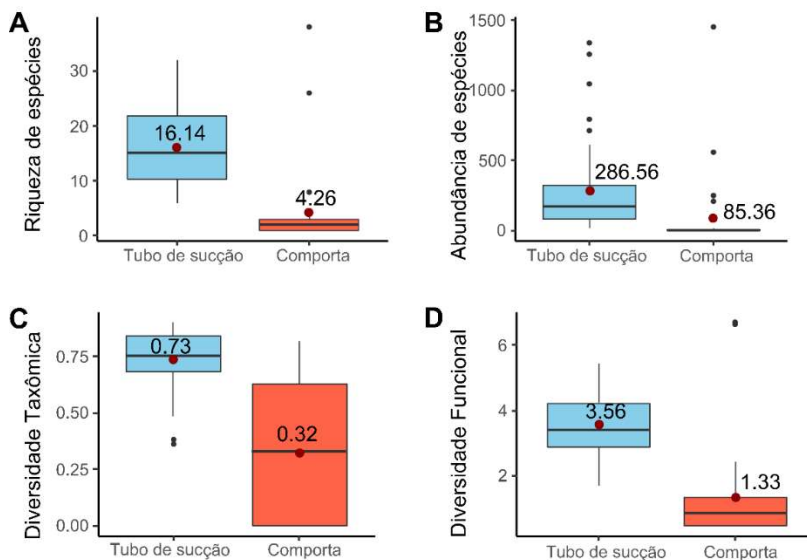 A
Riqueza de espécies
30
20
10
0
16.14
4.26
Tubo de sucção
Comporta
B
Abundância de espécies
1500
1000
500
0
286.56
85.36
Tubo de sucção
Comporta
C
Diversidade Taxômica
0.75
0.50
0.25
0.00
0.73
0.32
Tubo de sucção
Comporta
D
Diversidade Funcional
6
4
2
3.56
1.33
Tubo de sucção
Comporta